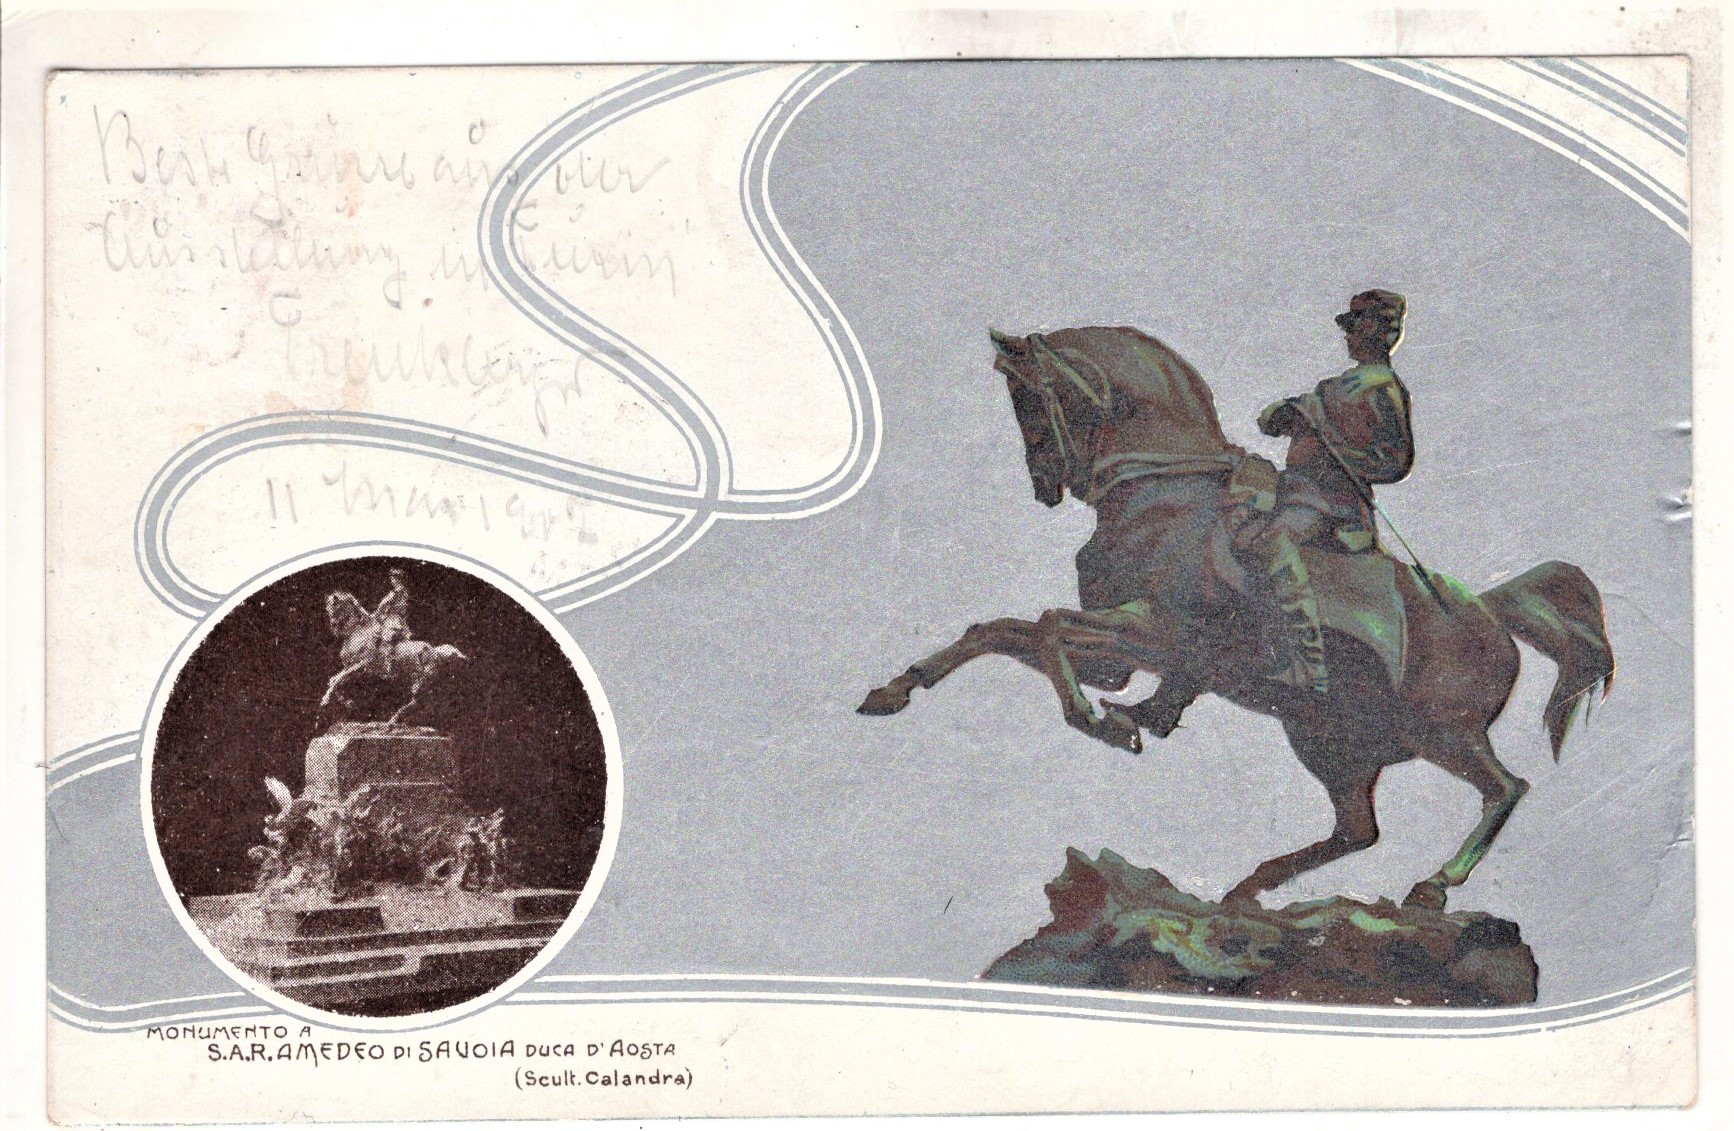 Beste Grüsse aus der
Ausstellung in Turin!
11 Mai 1902
MONUMENTO A
S.A.R. AMEDEO DI SAVOIA DUCA D'AOSTA
(Scult. Calandra)